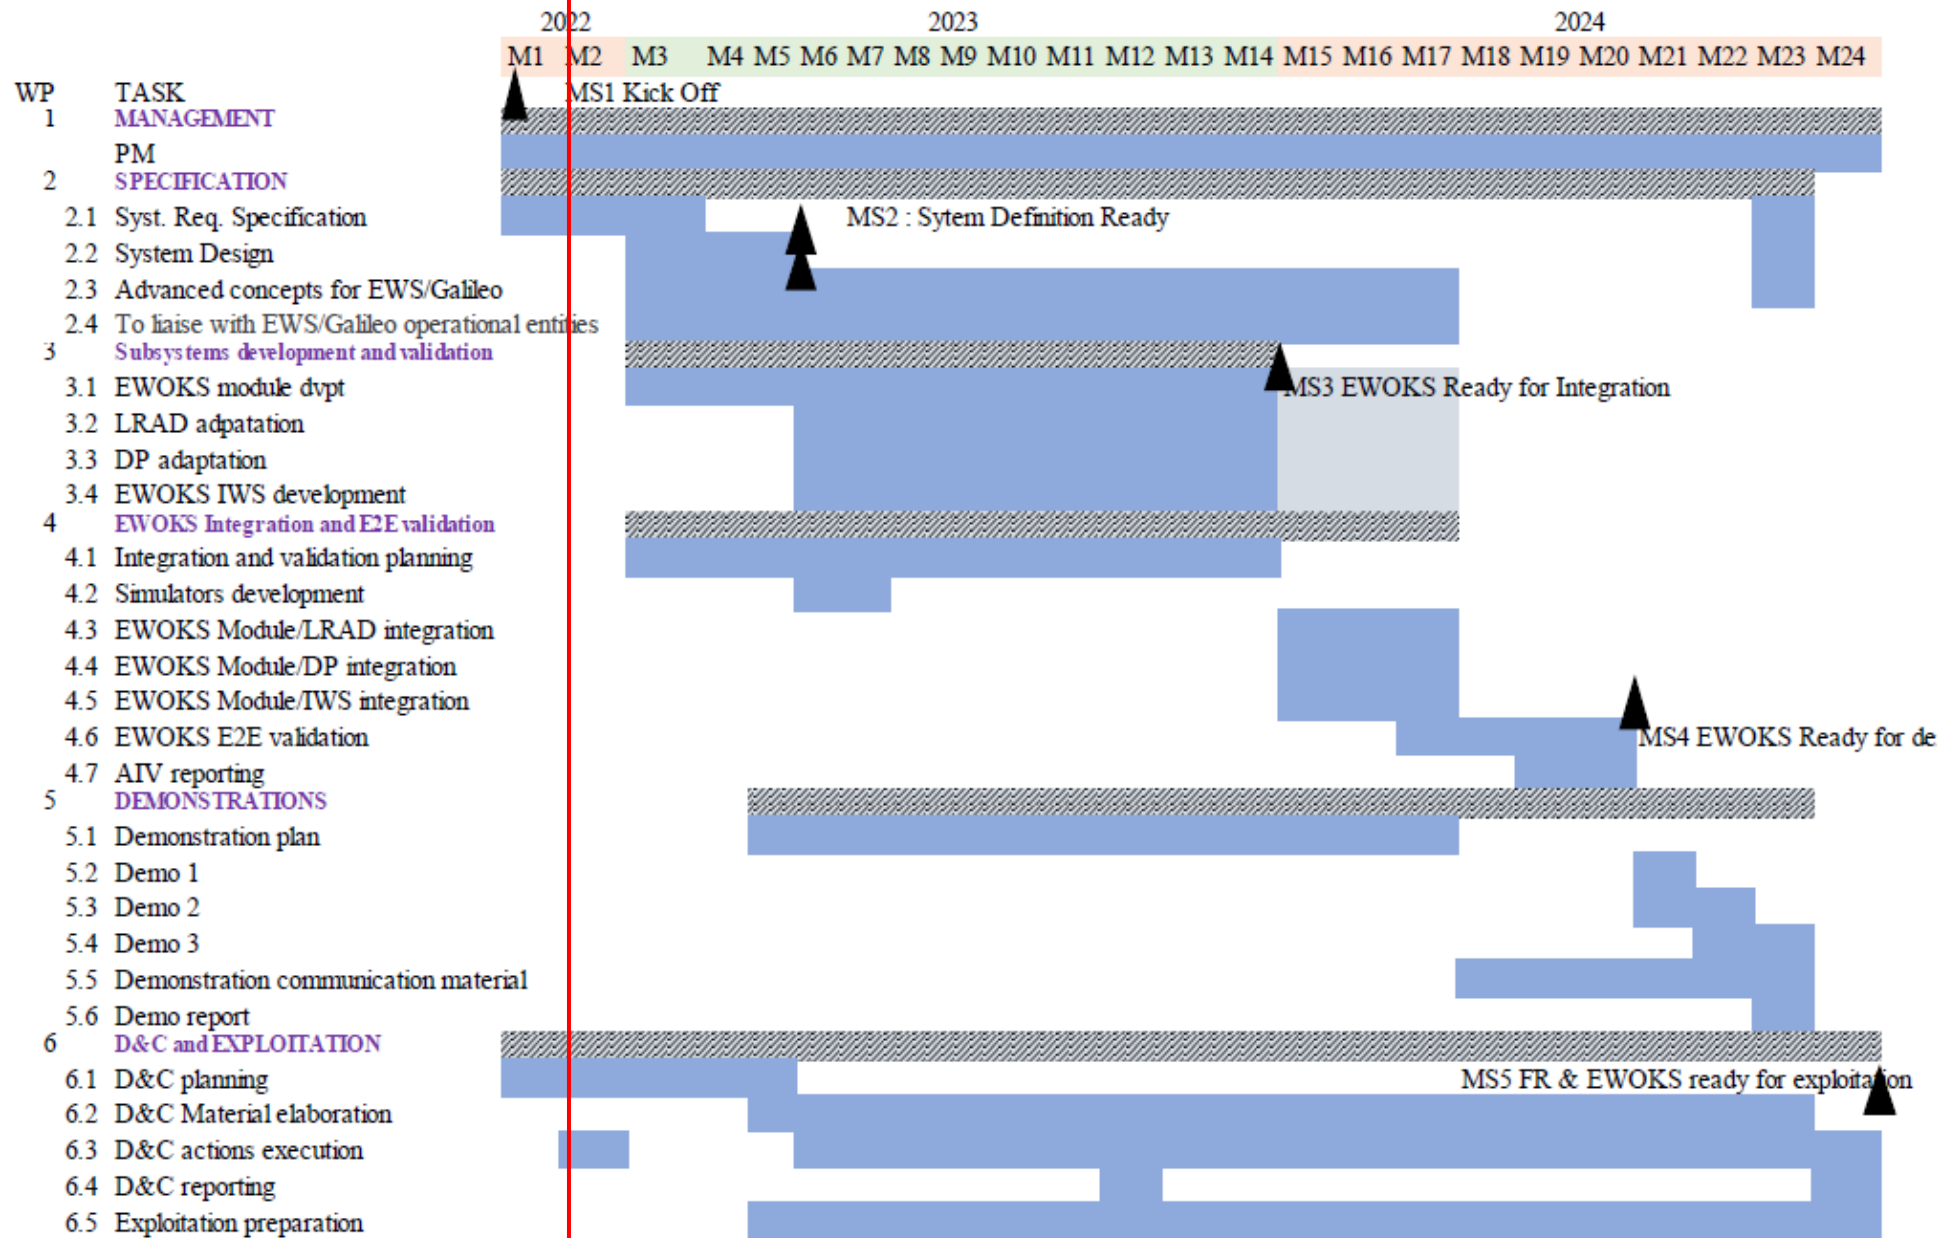 2022 2023 2024
M1 M2 M3 M4 M5 M6 M7 M8 M9 M10 M11 M12 M13 M14 M15 M16 M17 M18 M19 M20 M21 M22 M23 M24
WP TASK MS1 Kick Off
1 MANAGEMENT
PM
2 SPECIFICATION
2.1 Syst. Req. Specification MS2 : Sytem Definition Ready
2.2 System Design
2.3 Advanced concepts for EWS/Galileo
2.4 To liaise with EWS/Galileo operational entities
3 Subsystems development and validation
3.1 EWOKS module dvpt MS3 EWOKS Ready for Integration
3.2 LRAD adpatation
3.3 DP adaptation
3.4 EWOKS IWS development
4 EWOKS Integration and E2E validation
4.1 Integration and validation planning
4.2 Simulators development
4.3 EWOKS Module/LRAD integration
4.4 EWOKS Module/DP integration
4.5 EWOKS Module/IWS integration
4.6 EWOKS E2E validation MS4 EWOKS Ready for de
4.7 AIV reporting
5 DEMONSTRATIONS
5.1 Demonstration plan
5.2 Demo 1
5.3 Demo 2
5.4 Demo 3
5.5 Demonstration communication material
5.6 Demo report
6 D&C and EXPLOITATION
6.1 D&C planning MS5 FR & EWOKS ready for exploitation
6.2 D&C Material elaboration
6.3 D&C actions execution
6.4 D&C reporting
6.5 Exploitation preparation